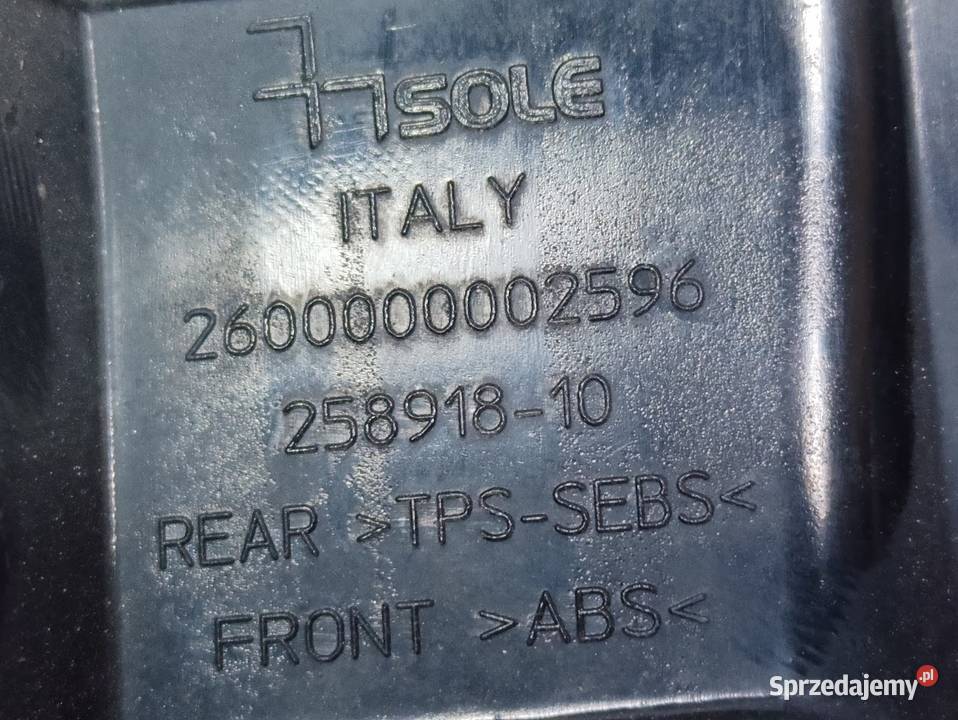 SOLE
ITALY
2600000002596
258918-10
REAR >TPS-SEBS<
FRONT >ABS<
Sprzedajemy.pl